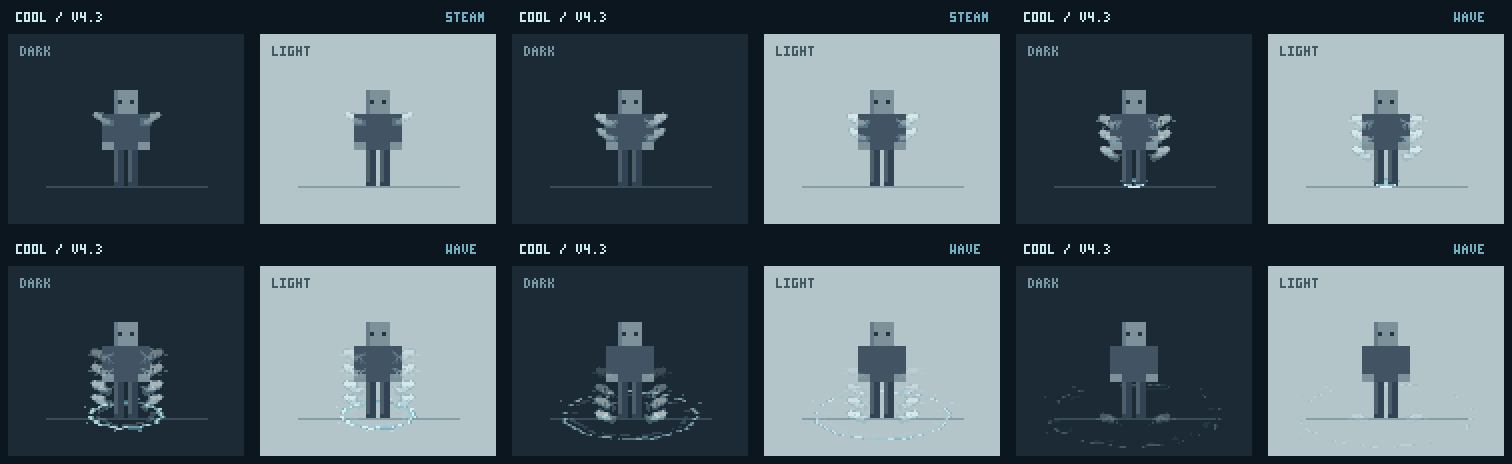 COOL / V4.3 STEAM COOL / V4.3 STEAM COOL / V4.3 WAVE
DARK LIGHT DARK LIGHT DARK LIGHT
COOL / V4.3 WAVE COOL / V4.3 WAVE COOL / V4.3 WAVE
DARK LIGHT DARK LIGHT DARK LIGHT